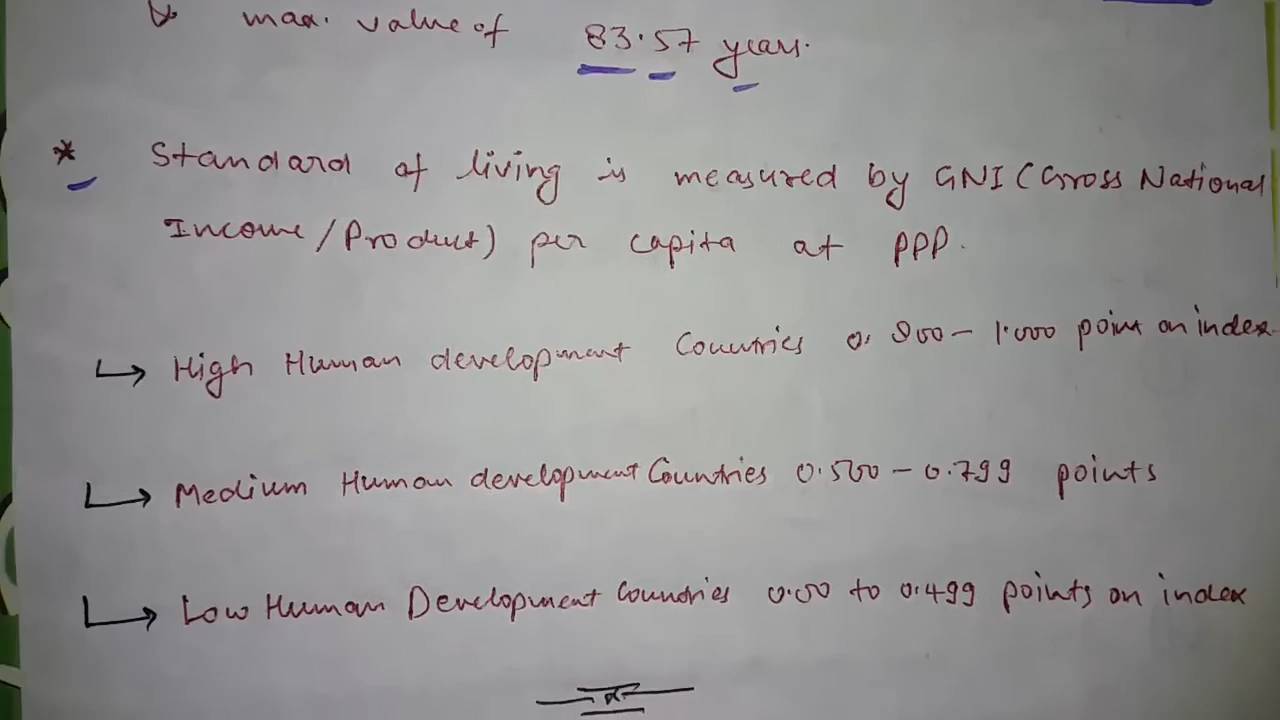 ↳ max. value of 83.57 years.
* Standard of living is measured by GNI (Gross National
Income/Product) per capita at PPP.
↳ High Human development Countries 0.800 - 1.000 point on index.
↳ Medium Human development Countries 0.500 - 0.799 points
↳ Low Human Development Countries 0.00 to 0.499 points on index